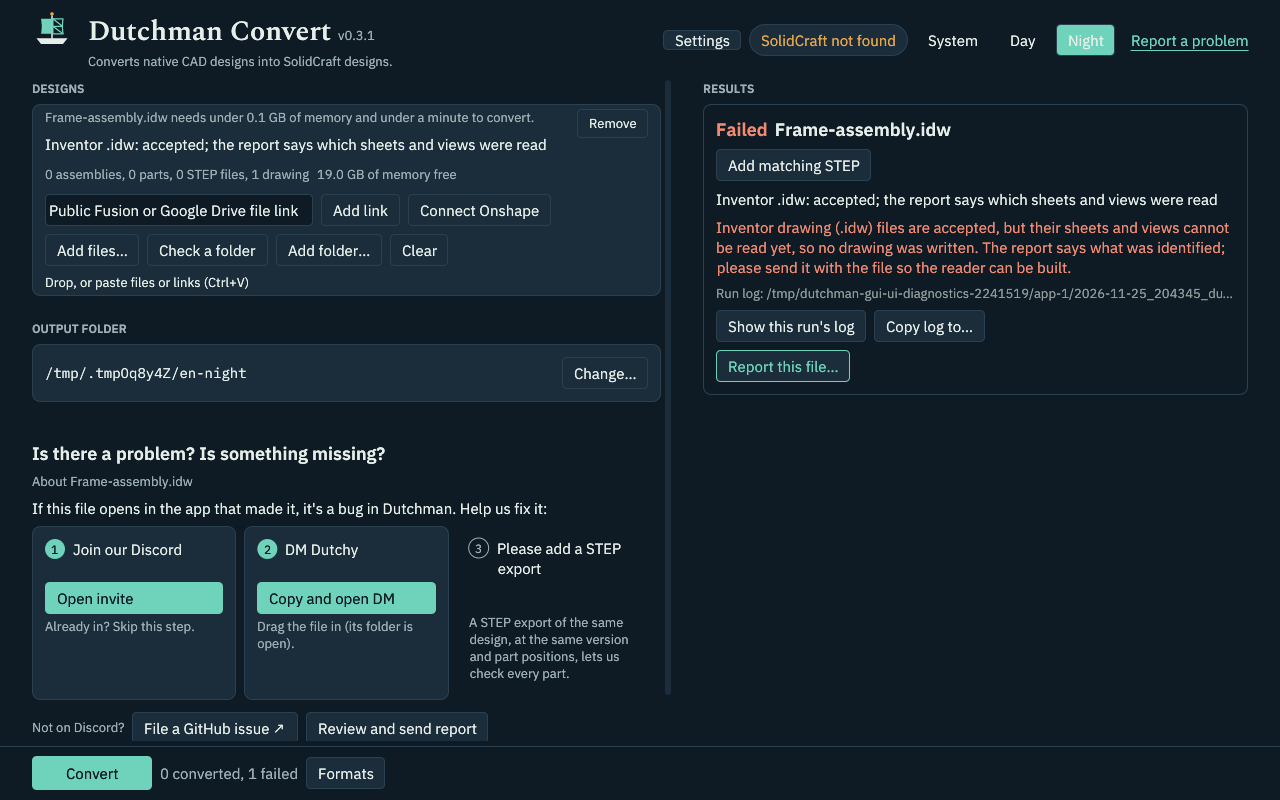 Dutchman Convert v0.3.1
Converts native CAD designs into SolidCraft designs.
Settings
SolidCraft not found
System
Day
Night
Report a problem
DESIGNS
Frame-assembly.idw needs under 0.1 GB of memory and under a minute to convert.
Remove
Inventor .idw: accepted; the report says which sheets and views were read
0 assemblies, 0 parts, 0 STEP files, 1 drawing 19.0 GB of memory free
Public Fusion or Google Drive file link
Add link
Connect Onshape
Add files...
Check a folder
Add folder...
Clear
Drop, or paste files or links (Ctrl+V)
OUTPUT FOLDER
/tmp/.tmpOq8y4Z/en-night
Change...
Is there a problem? Is something missing?
About Frame-assembly.idw
If this file opens in the app that made it, it's a bug in Dutchman. Help us fix it:
1 Join our Discord
Open invite
Already in? Skip this step.
2 DM Dutchy
Copy and open DM
Drag the file in (its folder is
open).
3 Please add a STEP
export
A STEP export of the same
design, at the same version
and part positions, lets us
check every part.
Not on Discord?
File a GitHub issue ↗
Review and send report
RESULTS
Failed Frame-assembly.idw
Add matching STEP
Inventor .idw: accepted; the report says which sheets and views were read
Inventor drawing (.idw) files are accepted, but their sheets and views cannot
be read yet, so no drawing was written. The report says what was identified;
please send it with the file so the reader can be built.
Run log: /tmp/dutchman-gui-ui-diagnostics-2241519/app-1/2026-11-25_204345_du...
Show this run's log
Copy log to...
Report this file...
Convert
0 converted, 1 failed
Formats